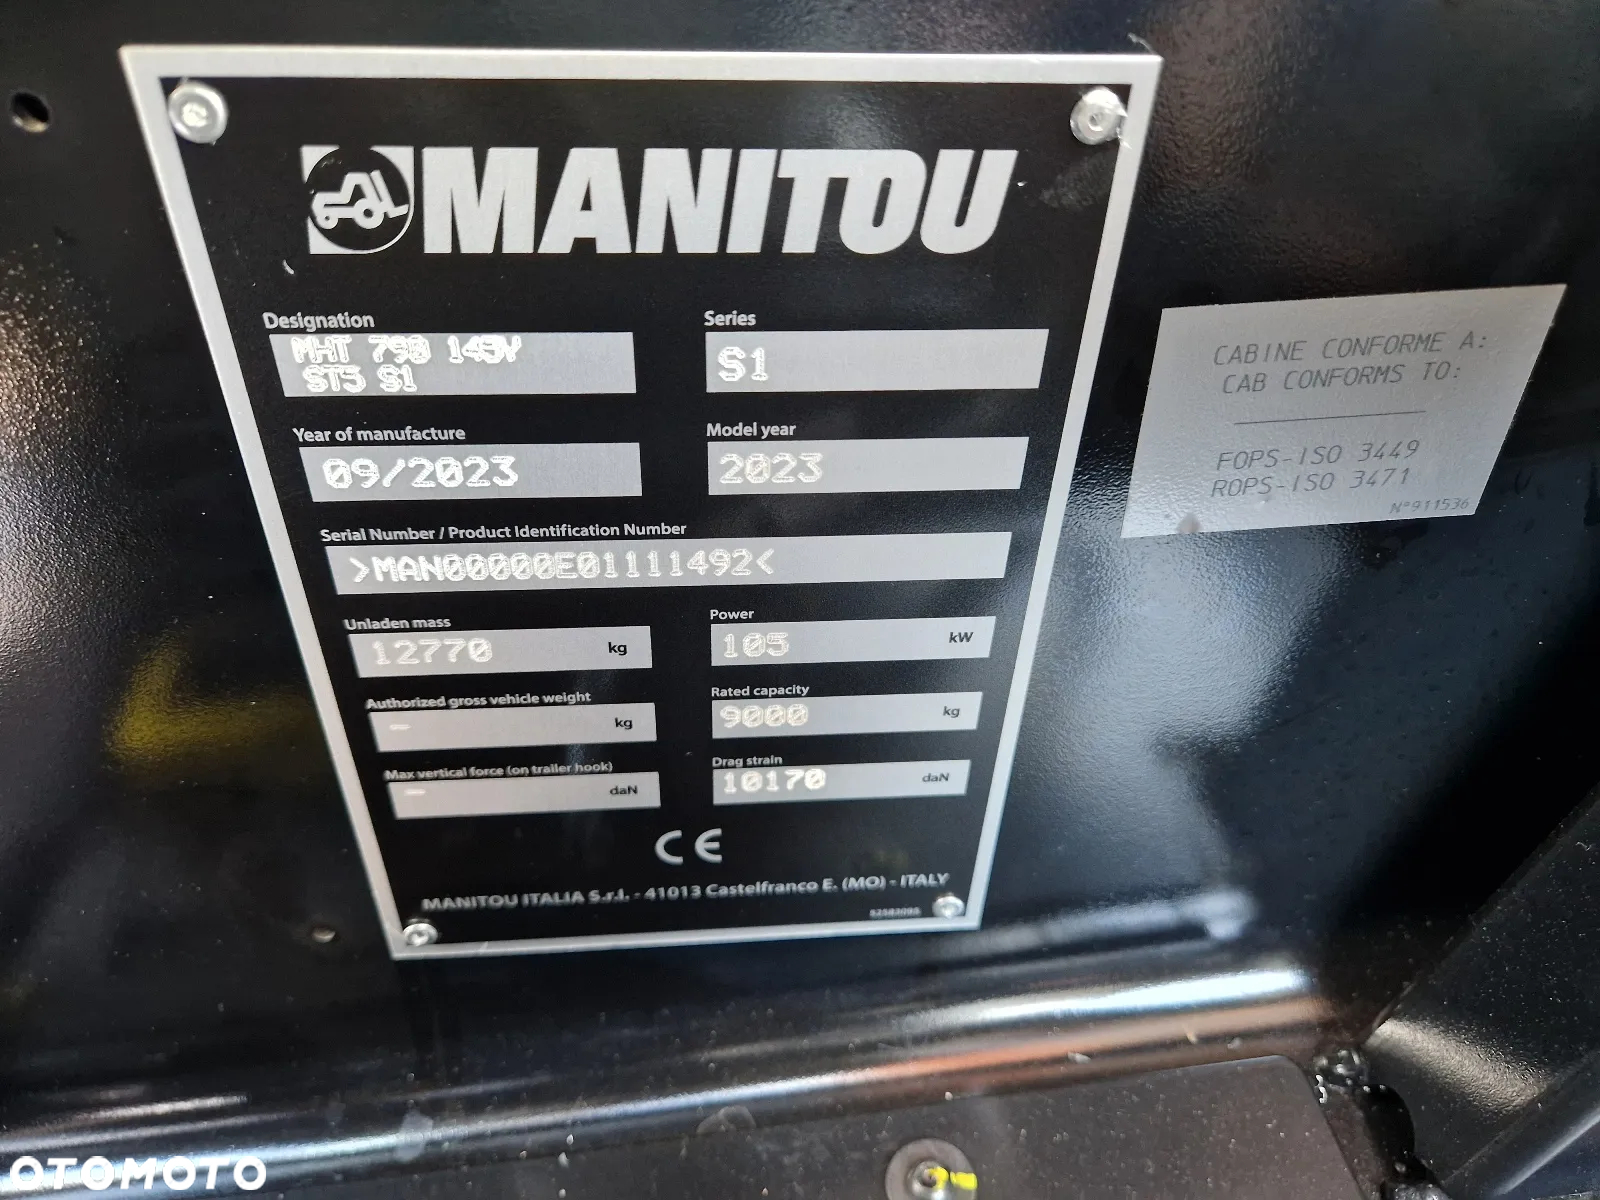 MANITOU
Designation
MHT 790 145V
ST5 S1
Series
S1
Year of manufacture
09/2023
Model year
2023
Serial Number / Product Identification Number
>MAN00000E01111492<
Unladen mass
12770 kg
Power
105 kW
Authorized gross vehicle weight
- kg
Rated capacity
9000 kg
Max vertical force (on trailer hook)
- daN
Drag strain
10170 daN
CE
MANITOU ITALIA S.r.l. - 41013 Castelfranco E. (MO) - ITALY
CABINE CONFORME A:
CAB CONFORMS TO:
FOPS-ISO 3449
ROPS-ISO 3471
N°911536
OTOMOTO